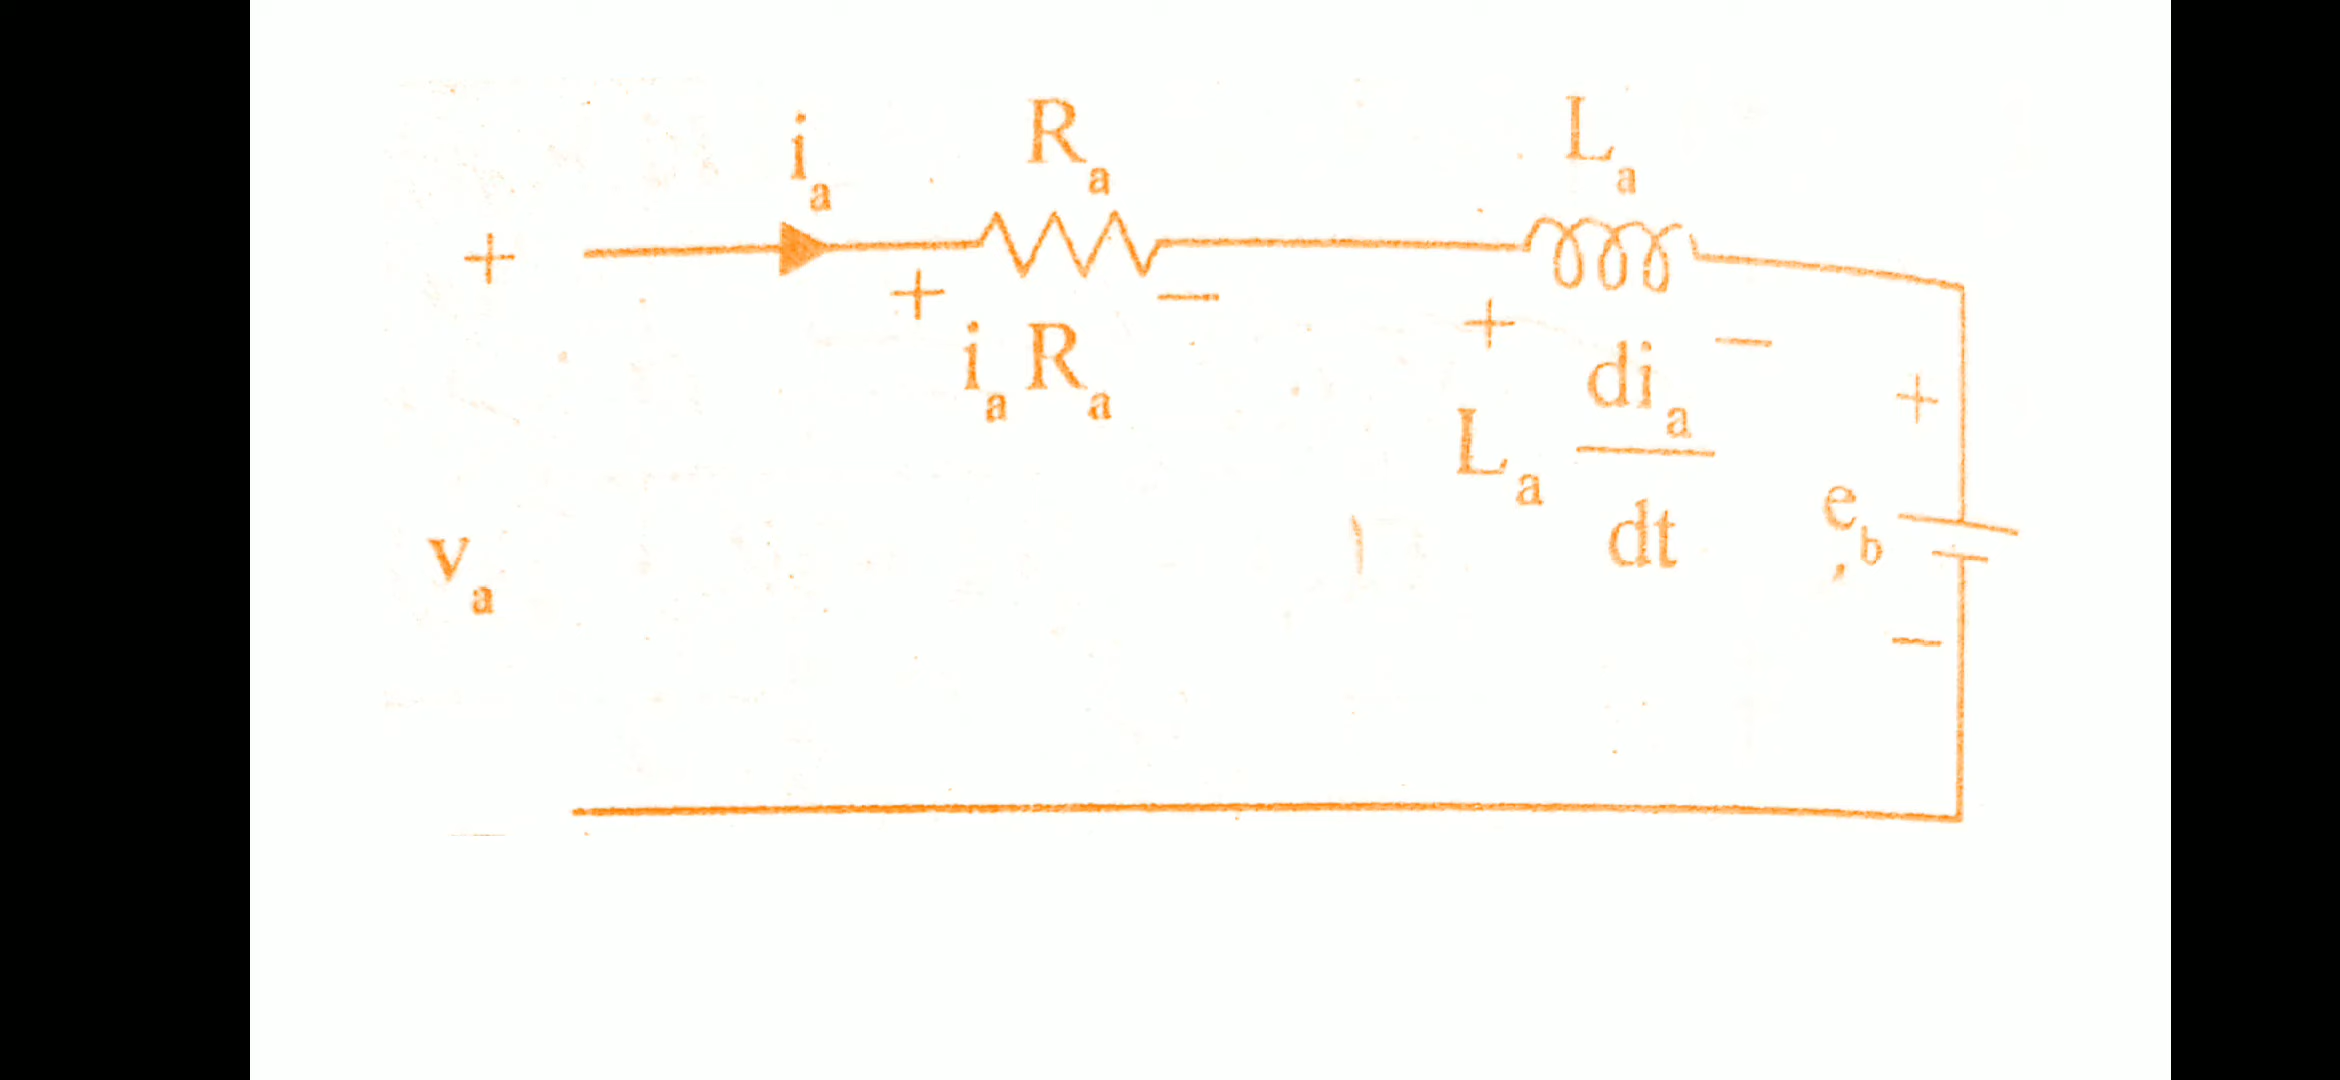 i_a R_a L_a
+
+ − + −
i_a R_a L_a di_a/dt
+
v_a e_b
−
−